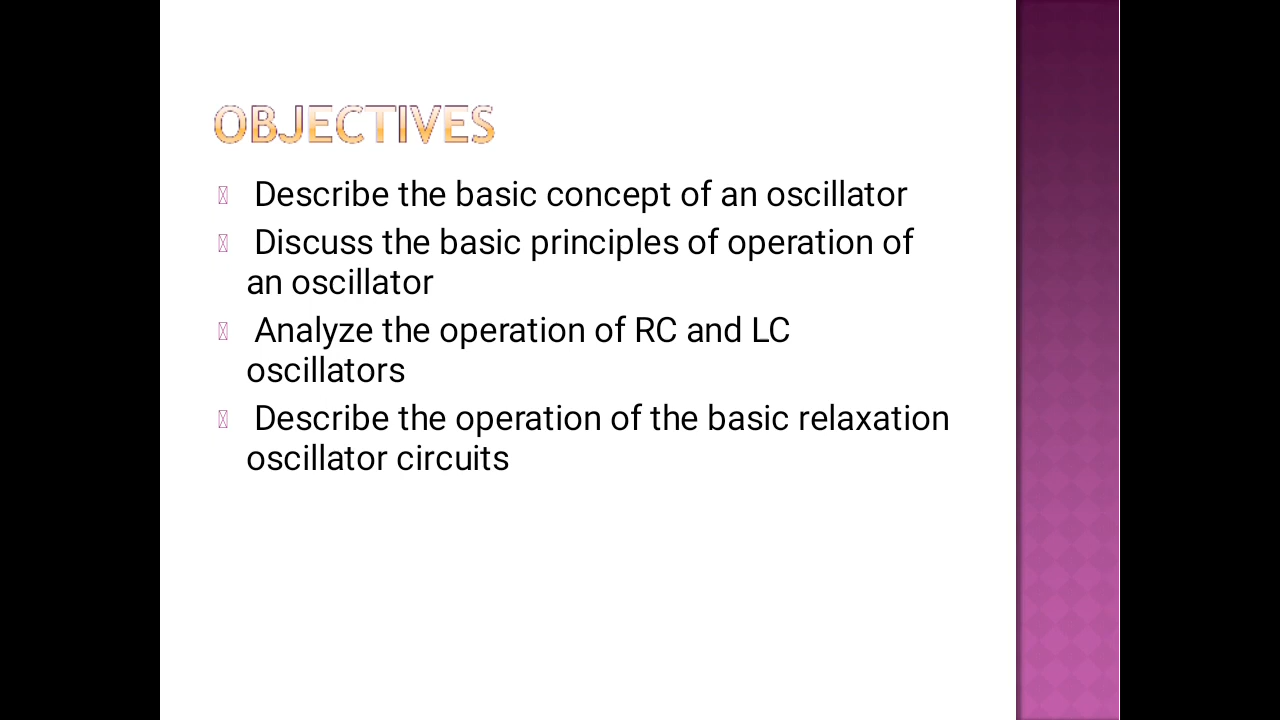 OBJECTIVES
Describe the basic concept of an oscillator
Discuss the basic principles of operation of
an oscillator
Analyze the operation of RC and LC
oscillators
Describe the operation of the basic relaxation
oscillator circuits